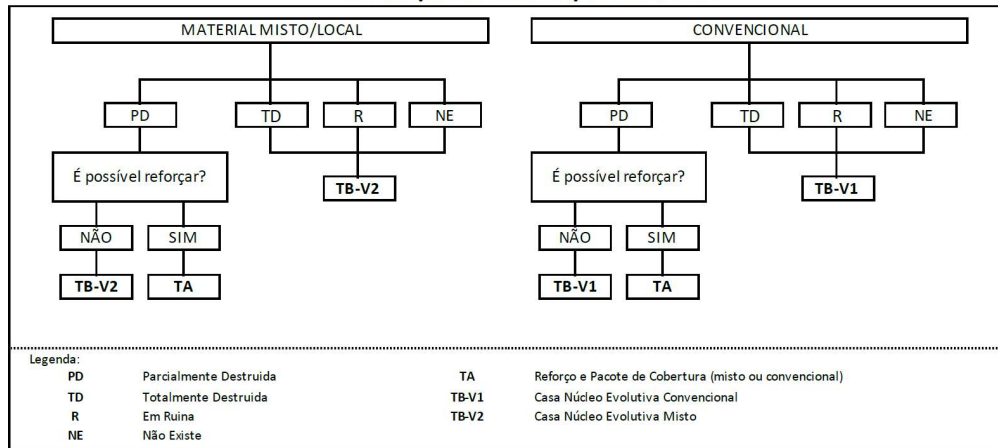 MATERIAL MISTO/LOCAL
PD
TD
R
NE
É possível reforçar?
TB-V2
NÃO
SIM
TB-V2
TA
CONVENCIONAL
PD
TD
R
NE
É possível reforçar?
TB-V1
NÃO
SIM
TB-V1
TA
Legenda:
PD Parcialmente Destruida
TD Totalmente Destruida
R Em Ruina
NE Não Existe
TA Reforço e Pacote de Cobertura (misto ou convencional)
TB-V1 Casa Núcleo Evolutiva Convencional
TB-V2 Casa Núcleo Evolutiva Misto